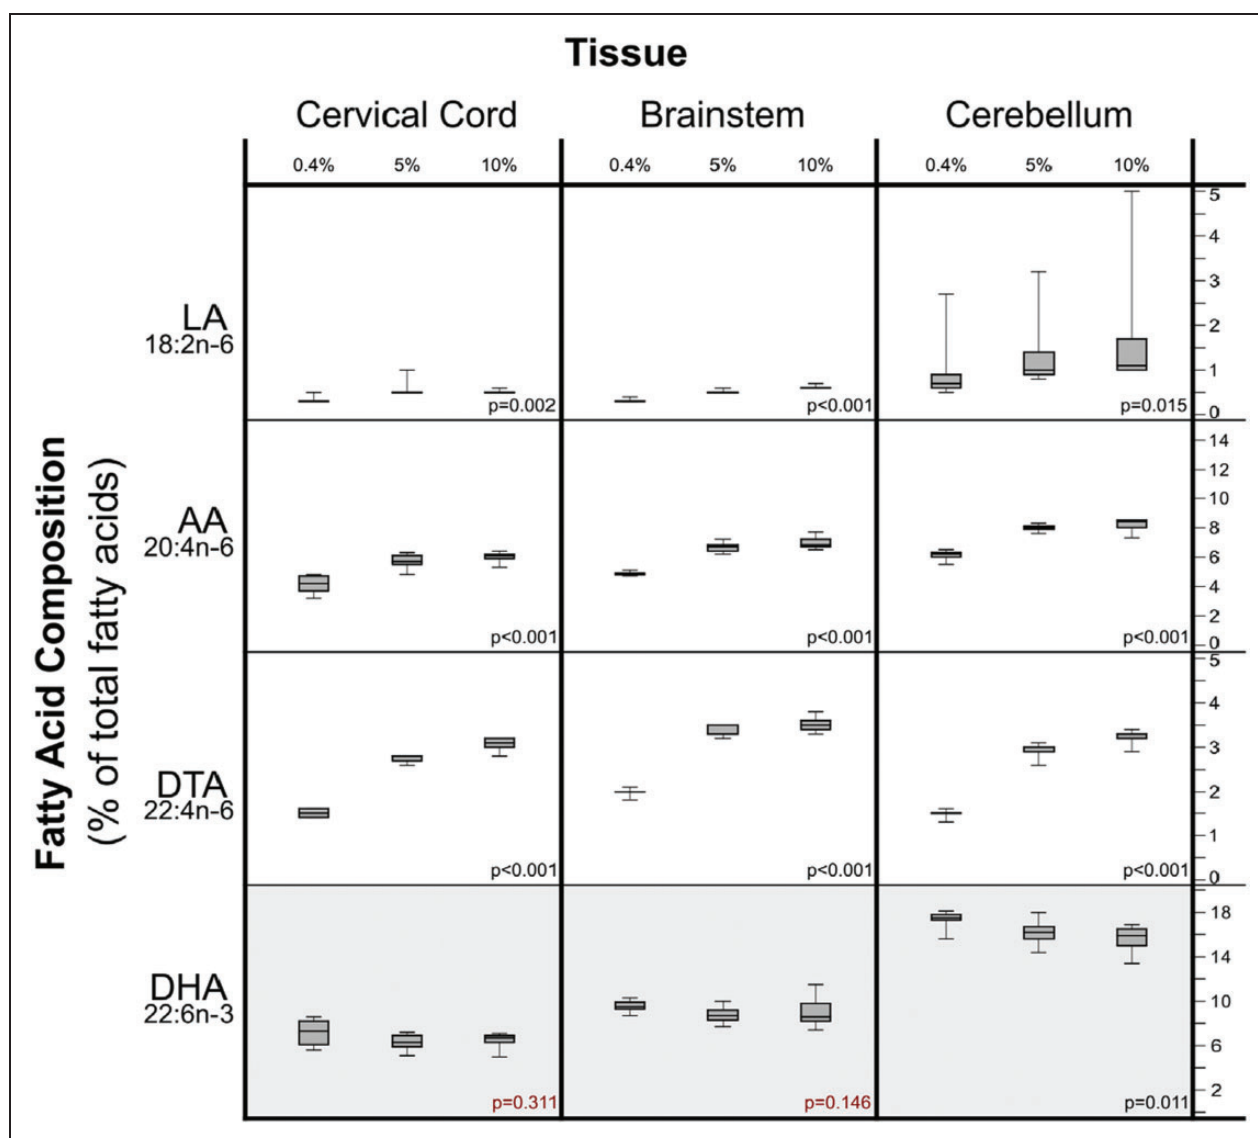 Tissue
Cervical Cord Brainstem Cerebellum
0.4% 5% 10% 0.4% 5% 10% 0.4% 5% 10%
Fatty Acid Composition
(% of total fatty acids)
LA
18:2n-6
5
4
3
2
1
0
p=0.002 p<0.001 p=0.015
AA
20:4n-6
14
12
10
8
6
4
2
0
p<0.001 p<0.001 p<0.001
DTA
22:4n-6
5
4
3
2
1
0
p<0.001 p<0.001 p<0.001
DHA
22:6n-3
18
14
10
6
2
p=0.311 p=0.146 p=0.011